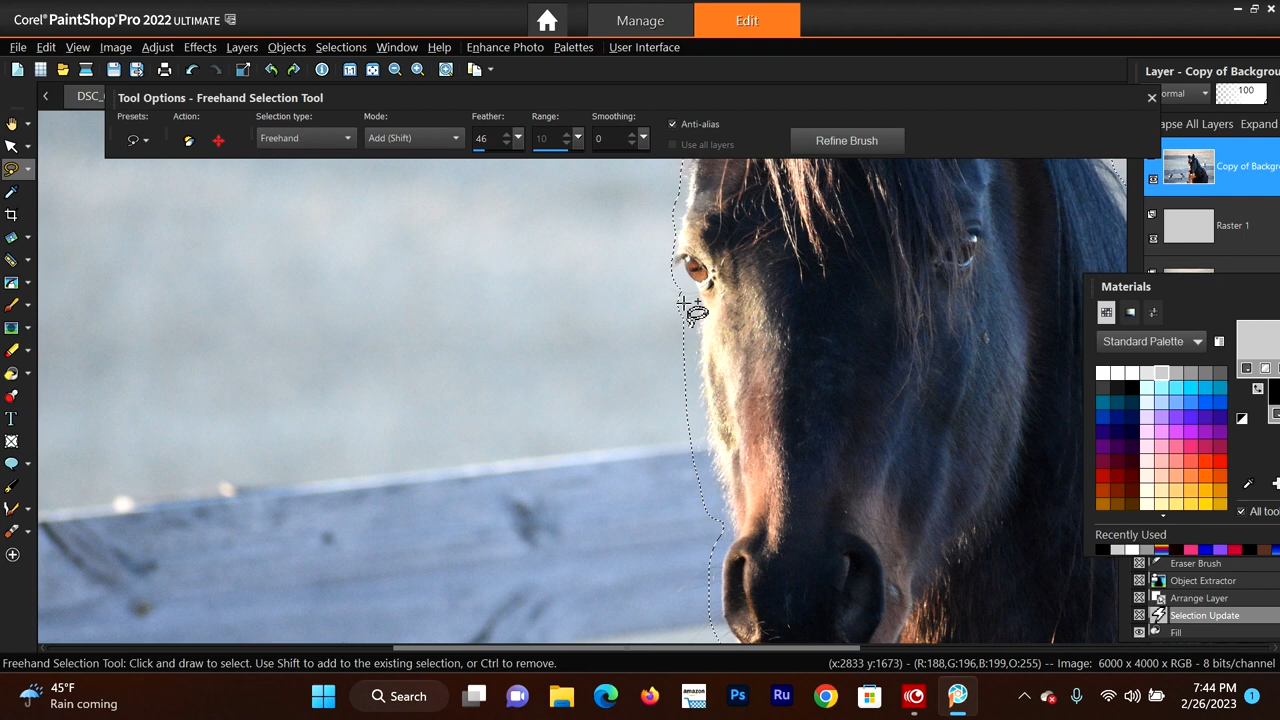 Corel® PaintShop® Pro 2022 ULTIMATE
Manage
Edit
File Edit View Image Adjust Effects Layers Objects Selections Window Help Enhance Photo Palettes User Interface
Layer - Copy of Backgrou
DSC_
Tool Options - Freehand Selection Tool
ormal
100
Presets: Action: Selection type: Mode: Feather: Range: Smoothing:
Anti-alias
apse All Layers Expand
Freehand Add (Shift) 46 10 0
Use all layers
Refine Brush
Copy of Backgro
Raster 1
Materials
Standard Palette
All too
Recently Used
Eraser Brush
Object Extractor
Arrange Layer
Selection Update
Fill
Freehand Selection Tool: Click and draw to select. Use Shift to add to the existing selection, or Ctrl to remove.
(x:2833 y:1673) - (R:188,G:196,B:199,O:255) -- Image: 6000 x 4000 x RGB - 8 bits/channel
45°F
Rain coming
Search
amazon
Ps
Ru
7:44 PM
2/26/2023
1